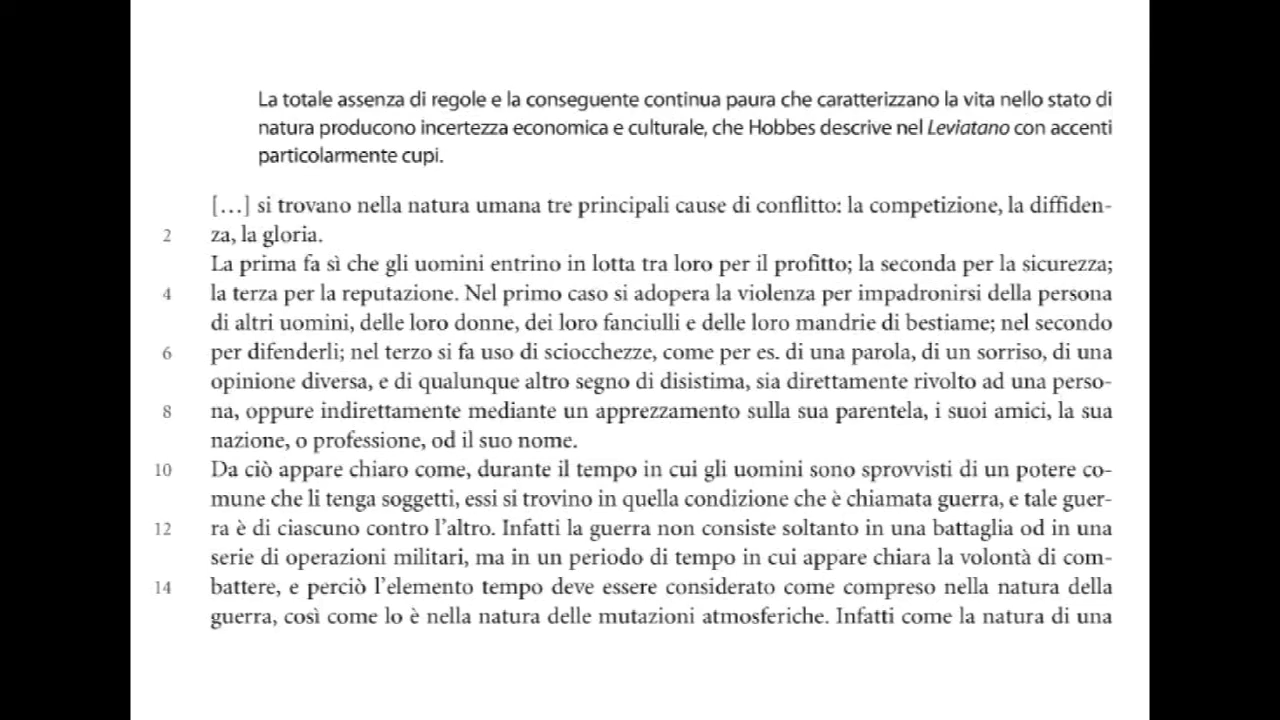 La totale assenza di regole e la conseguente continua paura che caratterizzano la vita nello stato di
natura producono incertezza economica e culturale, che Hobbes descrive nel Leviatano con accenti
particolarmente cupi.
[…] si trovano nella natura umana tre principali cause di conflitto: la competizione, la diffiden-
2 za, la gloria.
La prima fa sì che gli uomini entrino in lotta tra loro per il profitto; la seconda per la sicurezza;
4 la terza per la reputazione. Nel primo caso si adopera la violenza per impadronirsi della persona
di altri uomini, delle loro donne, dei loro fanciulli e delle loro mandrie di bestiame; nel secondo
6 per difenderli; nel terzo si fa uso di sciocchezze, come per es. di una parola, di un sorriso, di una
opinione diversa, e di qualunque altro segno di disistima, sia direttamente rivolto ad una perso-
8 na, oppure indirettamente mediante un apprezzamento sulla sua parentela, i suoi amici, la sua
nazione, o professione, od il suo nome.
10 Da ciò appare chiaro come, durante il tempo in cui gli uomini sono sprovvisti di un potere co-
mune che li tenga soggetti, essi si trovino in quella condizione che è chiamata guerra, e tale guer-
12 ra è di ciascuno contro l'altro. Infatti la guerra non consiste soltanto in una battaglia od in una
serie di operazioni militari, ma in un periodo di tempo in cui appare chiara la volontà di com-
14 battere, e perciò l'elemento tempo deve essere considerato come compreso nella natura della
guerra, così come lo è nella natura delle mutazioni atmosferiche. Infatti come la natura di una